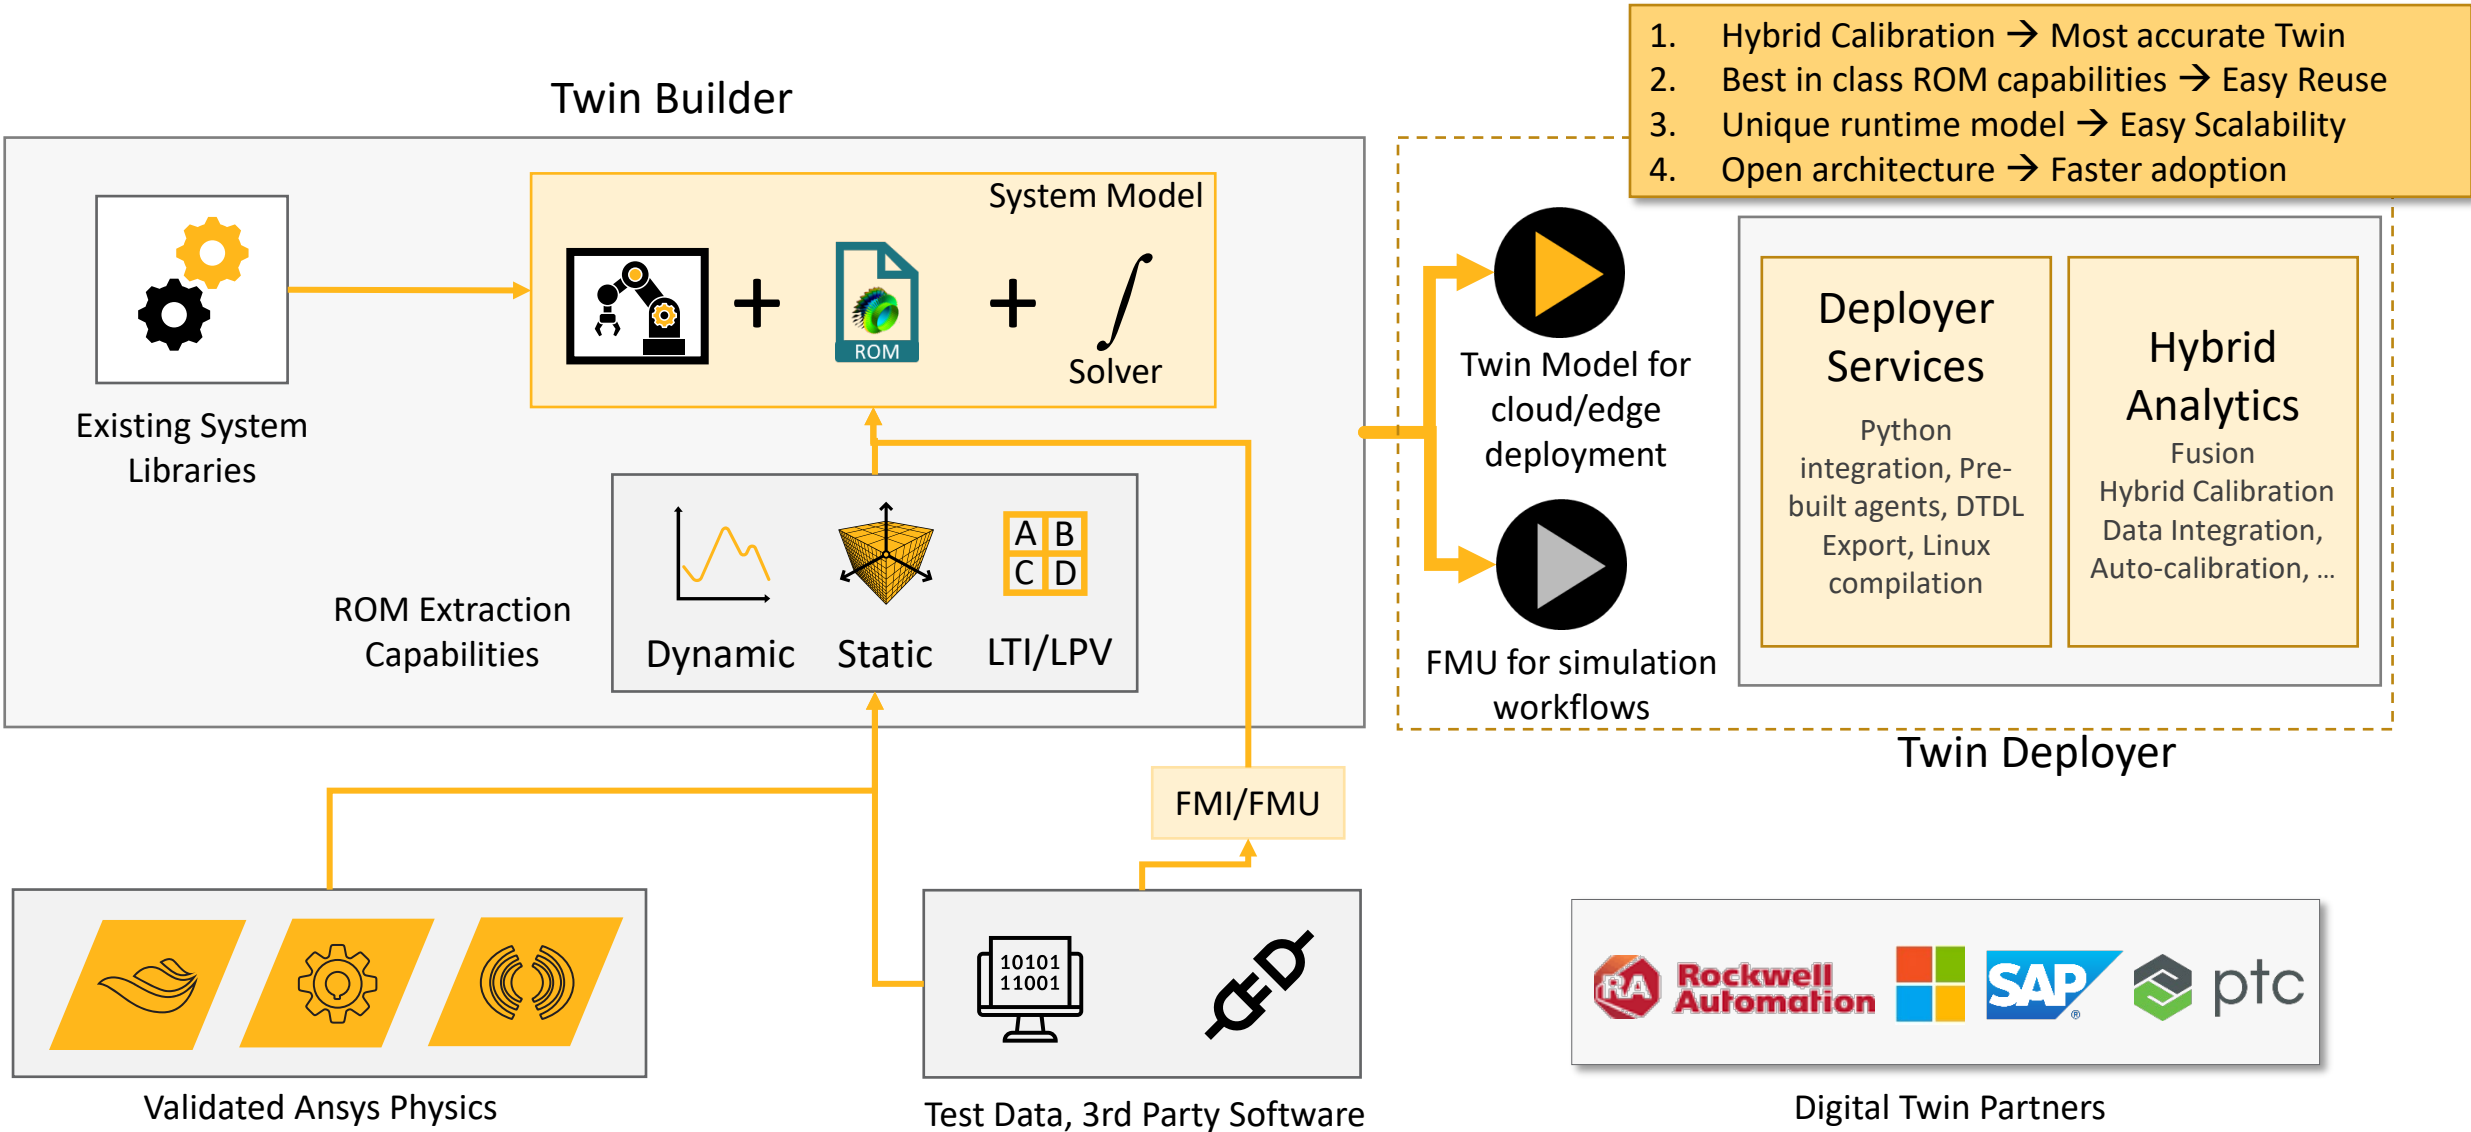 1. Hybrid Calibration → Most accurate Twin
2. Best in class ROM capabilities → Easy Reuse
3. Unique runtime model → Easy Scalability
4. Open architecture → Faster adoption
Twin Builder
System Model
ROM
Solver
Existing System
Libraries
A B
C D
ROM Extraction
Capabilities
Dynamic
Static
LTI/LPV
Twin Model for
cloud/edge
deployment
FMU for simulation
workflows
Deployer
Services
Python
integration, Pre-
built agents, DTDL
Export, Linux
compilation
Hybrid
Analytics
Fusion
Hybrid Calibration
Data Integration,
Auto-calibration, ...
Twin Deployer
FMI/FMU
10101
11001
Validated Ansys Physics
Test Data, 3rd Party Software
RA
Rockwell
Automation
SAP®
ptc
Digital Twin Partners